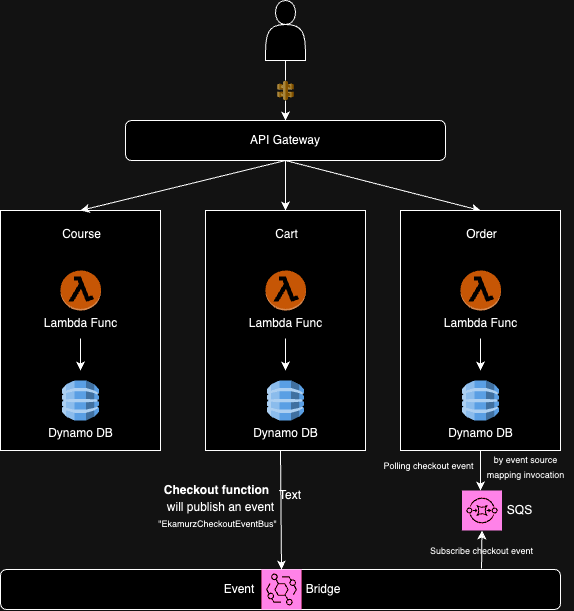 API Gateway
Course
Cart
Order
Lambda Func
Lambda Func
Lambda Func
Dynamo DB
Dynamo DB
Dynamo DB
Polling checkout event
by event source
mapping invocation
Checkout function
will publish an event
"EkamurzCheckoutEventBus"
Text
SQS
Subscribe checkout event
Event Bridge